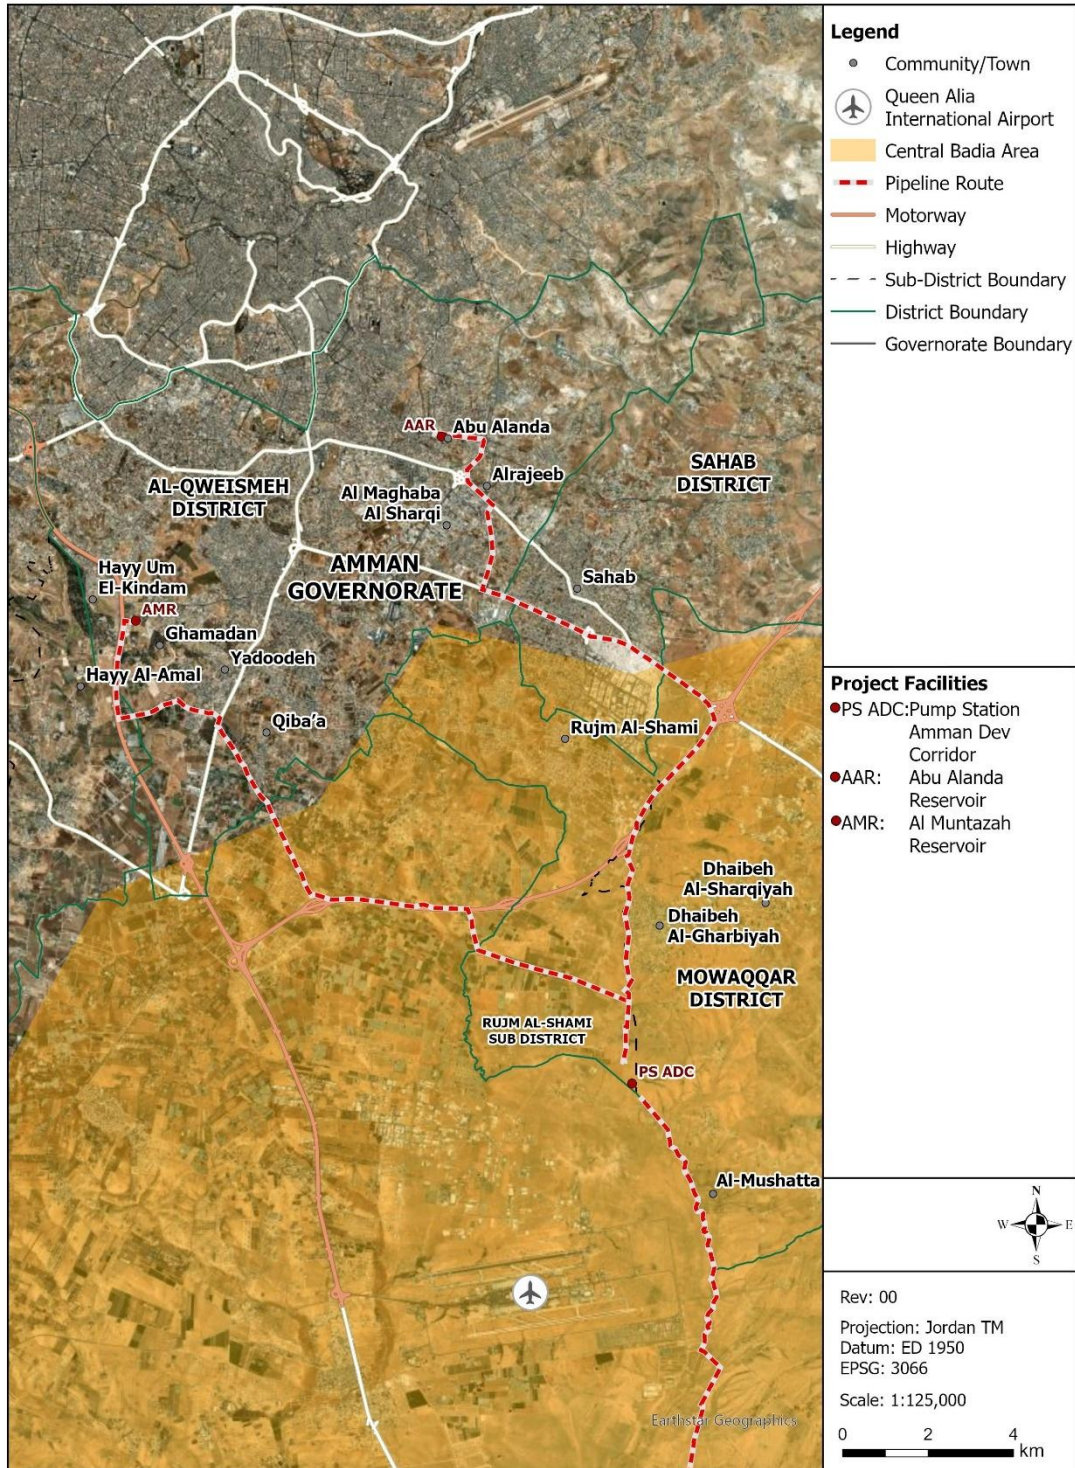 AAR
Abu Alanda
AL-QWEISMEH
DISTRICT
Al Maghaba
Al Sharqi
Alrajeeb
SAHAB
DISTRICT
Hayy Um
El-Kindam
AMMAN
GOVERNORATE
Sahab
AMR
Ghamadan
Yadoodeh
Hayy Al-Amal
Qiba'a
Rujm Al-Shami
Dhaibeh
Al-Sharqiyah
Dhaibeh
Al-Gharbiyah
MOWAQQAR
DISTRICT
RUJM AL-SHAMI
SUB DISTRICT
PS ADC
Al-Mushatta
Earthstar Geographics
Legend
Community/Town
Queen Alia
International Airport
Central Badia Area
Pipeline Route
Motorway
Highway
Sub-District Boundary
District Boundary
Governorate Boundary
Project Facilities
PS ADC:Pump Station
Amman Dev
Corridor
AAR: Abu Alanda
Reservoir
AMR: Al Muntazah
Reservoir
N
W E
S
Rev: 00
Projection: Jordan TM
Datum: ED 1950
EPSG: 3066
Scale: 1:125,000
0 2 4
km